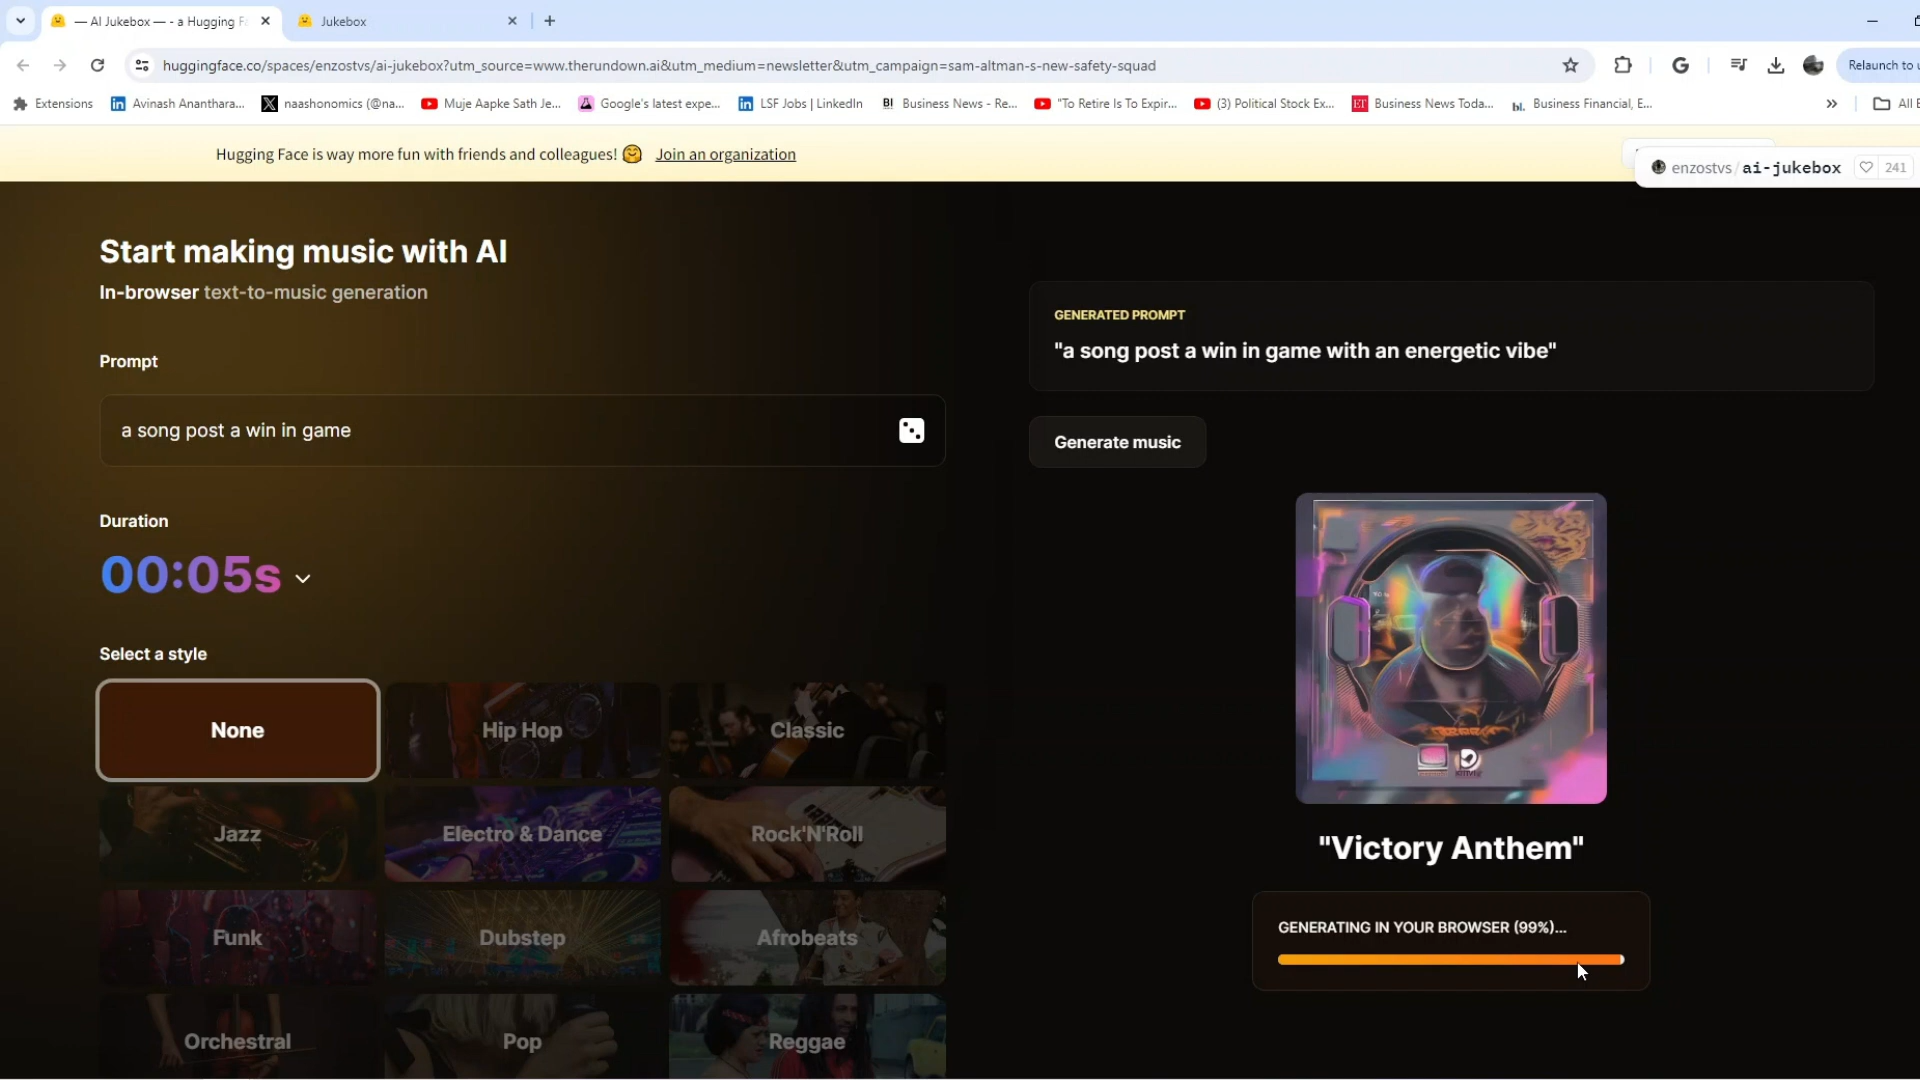 — AI Jukebox — - a Hugging F
Jukebox
huggingface.co/spaces/enzostvs/ai-jukebox?utm_source=www.therundown.ai&utm_medium=newsletter&utm_campaign=sam-altman-s-new-safety-squad
Relaunch to u
Extensions
Avinash Ananthara...
naashonomics (@na...
Muje Aapke Sath Je...
Google's latest expe...
LSF Jobs | LinkedIn
Business News - Re...
"To Retire Is To Expir...
(3) Political Stock Ex...
Business News Toda...
Business Financial, E...
All B
Hugging Face is way more fun with friends and colleagues! 🤗 Join an organization
enzostvs/ai-jukebox 241
Start making music with AI
In-browser text-to-music generation
Prompt
a song post a win in game
Duration
00:05s
Select a style
None
Hip Hop
Classic
Jazz
Electro & Dance
Rock'N'Roll
Funk
Dubstep
Afrobeats
Orchestral
Pop
Reggae
GENERATED PROMPT
"a song post a win in game with an energetic vibe"
Generate music
"Victory Anthem"
GENERATING IN YOUR BROWSER (99%)...